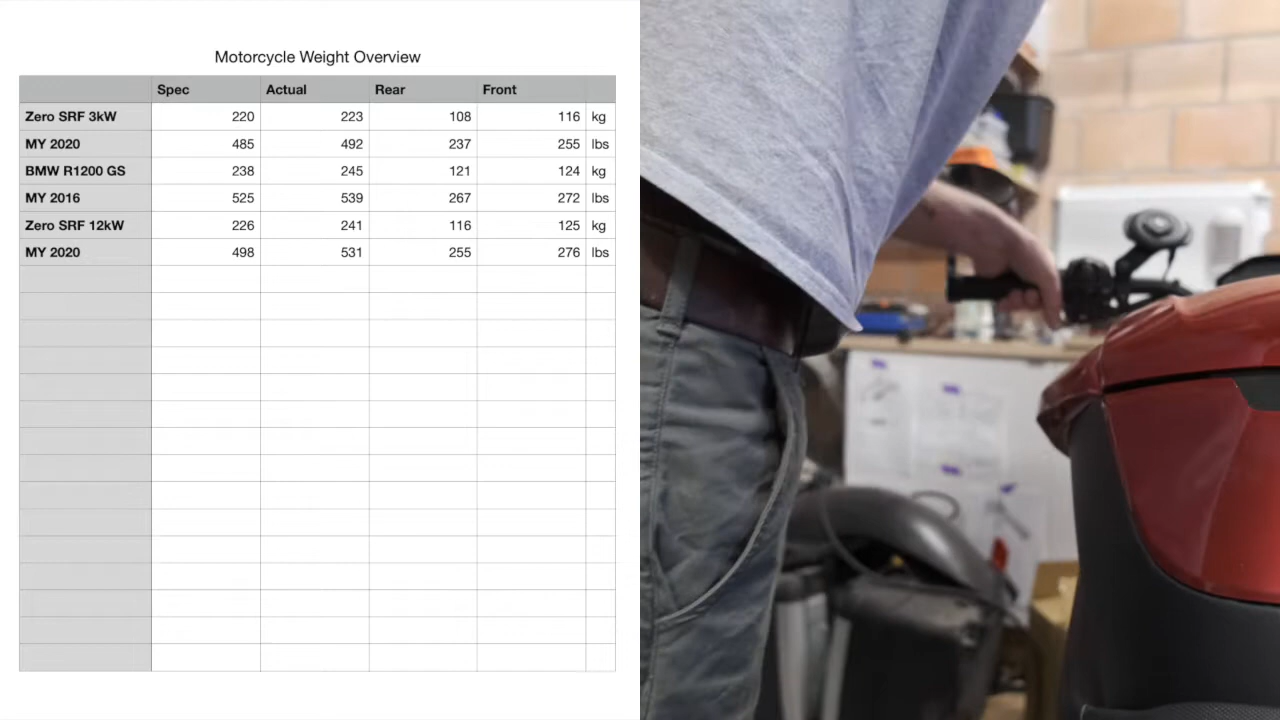 Motorcycle Weight Overview
Spec Actual Rear Front
Zero SRF 3kW 220 223 108 116 kg
MY 2020 485 492 237 255 lbs
BMW R1200 GS 238 245 121 124 kg
MY 2016 525 539 267 272 lbs
Zero SRF 12kW 226 241 116 125 kg
MY 2020 498 531 255 276 lbs